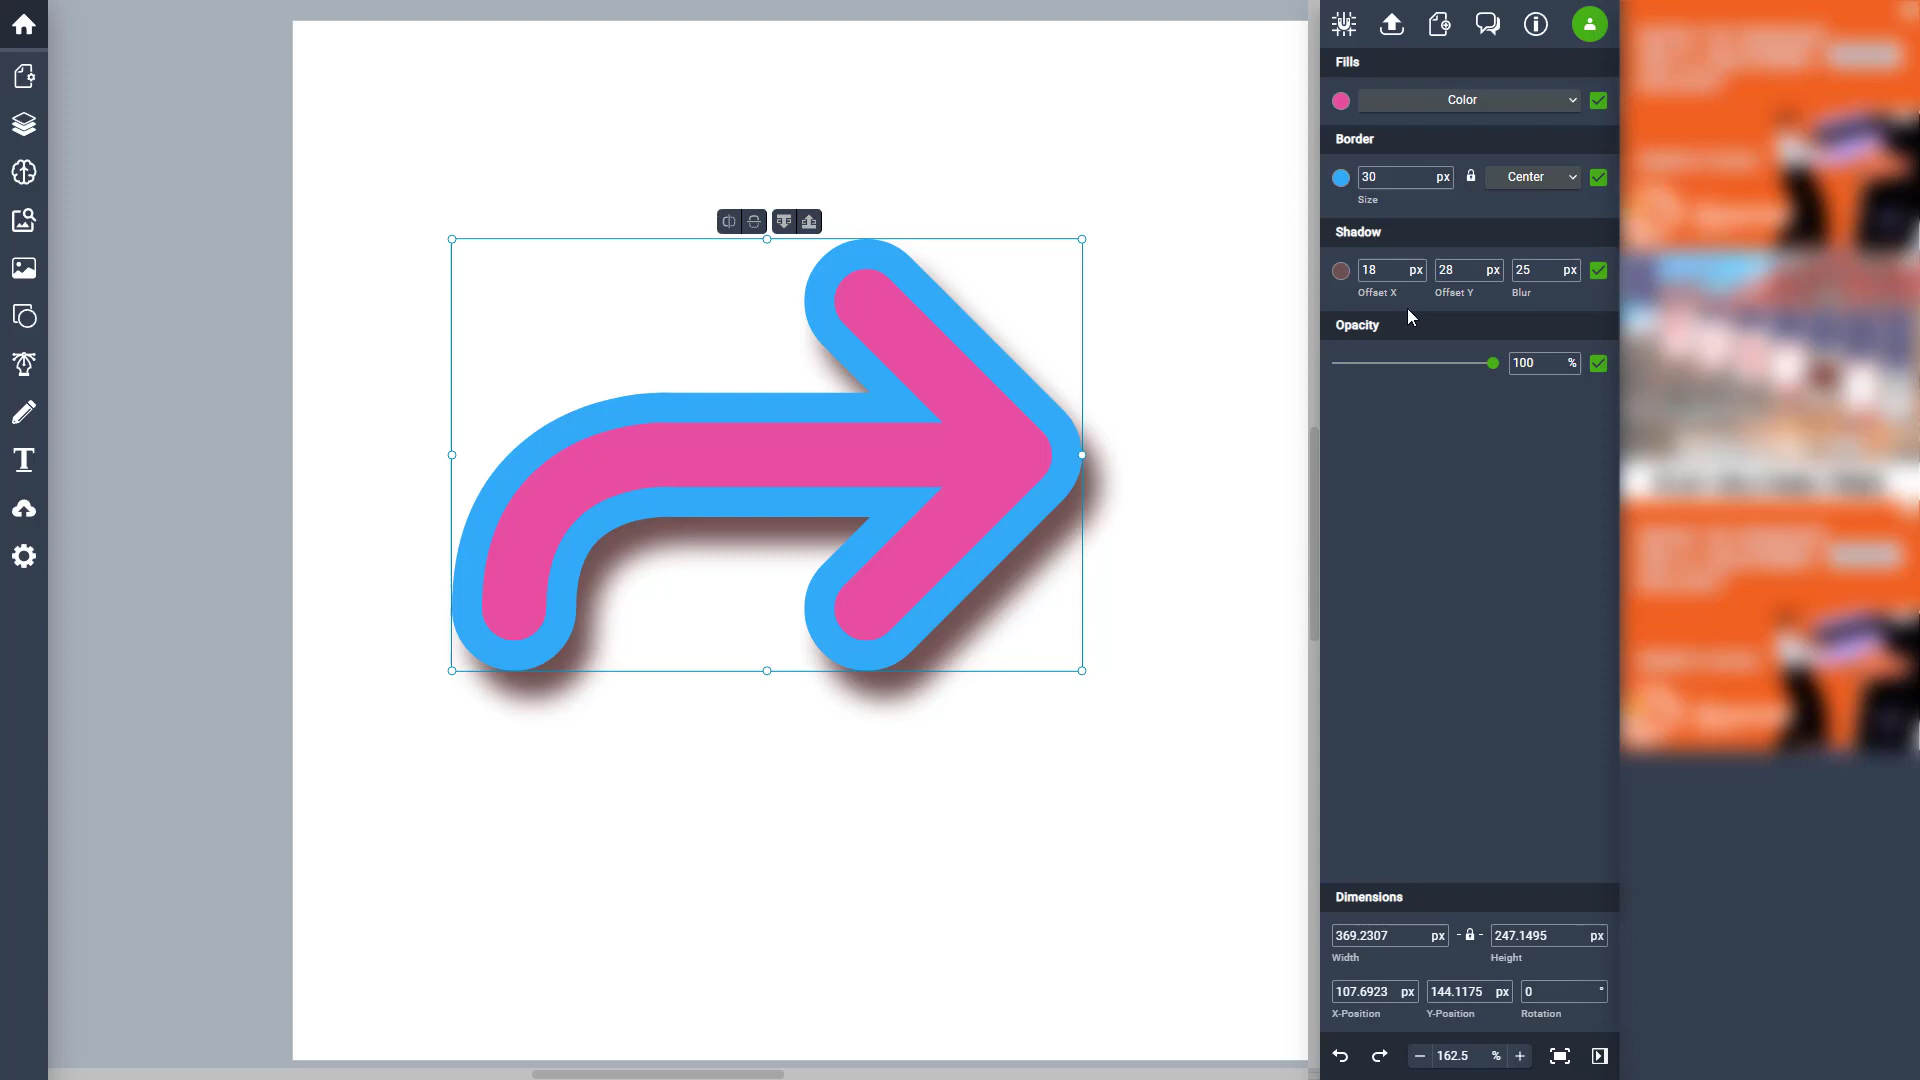 Fills
Color
Border
30 px
Center
Size
Shadow
18 px
28 px
25 px
Offset X
Offset Y
Blur
Opacity
100 %
T
Dimensions
369.2307 px
247.1495 px
Width
Height
107.6923 px
144.1175 px
0 °
X-Position
Y-Position
Rotation
162.5 %